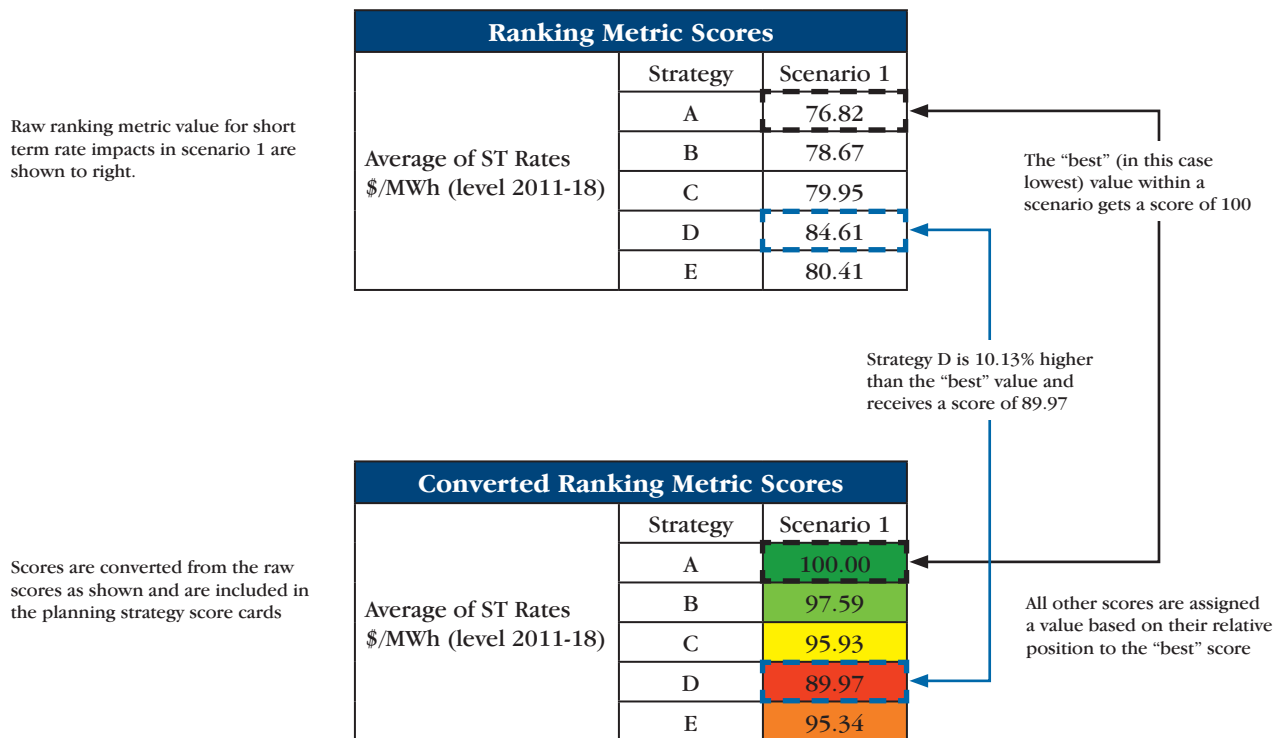 Ranking Metric Scores
Strategy Scenario 1
A 76.82
B 78.67
C 79.95
D 84.61
E 80.41
Average of ST Rates
$/MWh (level 2011-18)
Raw ranking metric value for short
term rate impacts in scenario 1 are
shown to right.
The “best” (in this case
lowest) value within a
scenario gets a score of 100
Strategy D is 10.13% higher
than the “best” value and
receives a score of 89.97
Converted Ranking Metric Scores
Strategy Scenario 1
A 100.00
B 97.59
C 95.93
D 89.97
E 95.34
Average of ST Rates
$/MWh (level 2011-18)
Scores are converted from the raw
scores as shown and are included in
the planning strategy score cards
All other scores are assigned
a value based on their relative
position to the “best” score